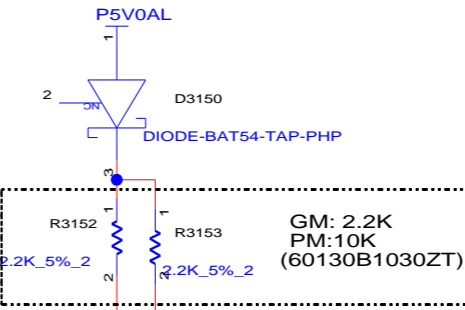 P5V0AL
1
2
NC
D3150
DIODE-BAT54-TAP-PHP
3
1
R3152
1
R3153
GM: 2.2K
PM:10K
(60130B1030ZT)
2.2K_5%_2
2
2.2K_5%_2
2